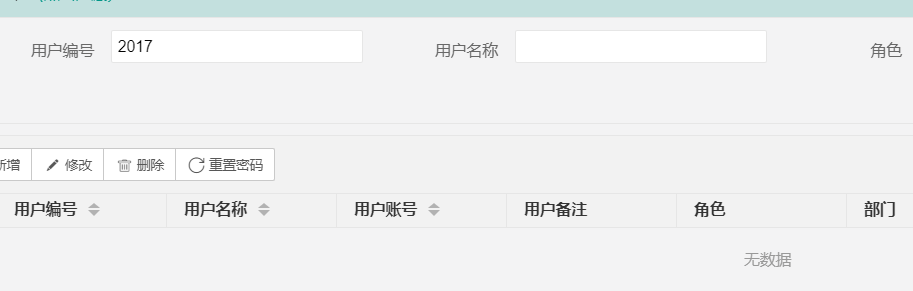 用户编号 2017 用户名称 角色
新增 修改 删除 重置密码
用户编号 用户名称 用户账号 用户备注 角色 部门
无数据